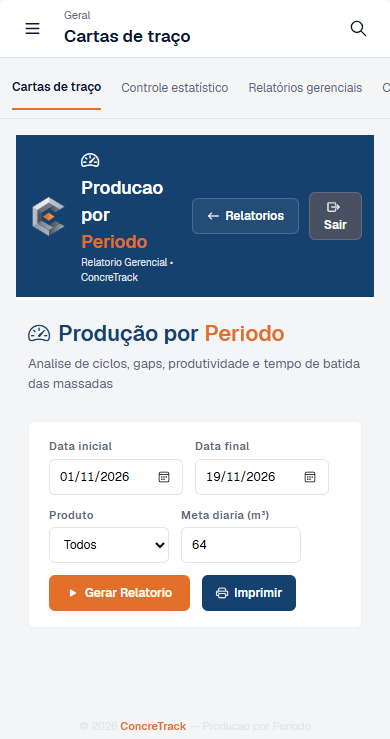 Geral
Cartas de traço
Cartas de traço Controle estatístico Relatórios gerenciais C
Producao
por
Periodo
Relatorio Gerencial •
ConcreTrack
← Relatorios
Sair
Produção por Periodo
Analise de ciclos, gaps, produtividade e tempo de batida
das massadas
Data inicial Data final
01/11/2026 19/11/2026
Produto Meta diaria (m³)
Todos 64
Gerar Relatorio Imprimir
© 2026 ConcreTrack — Producao por Periodo